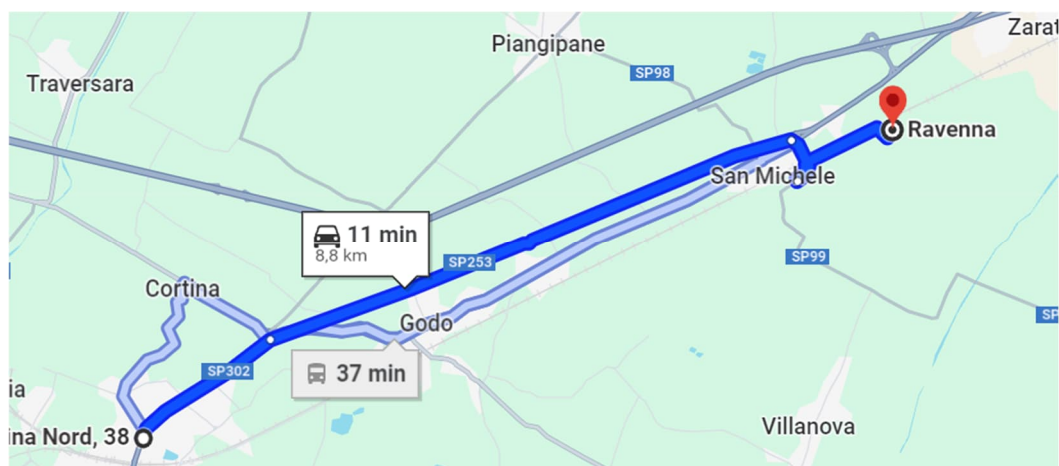 Zarat
Piangipane
SP98
Traversara
Ravenna
San Michele
11 min
8,8 km
SP253
SP99
Cortina
Godo
SP
SP302
37 min
ia
Villanova
ina Nord, 38